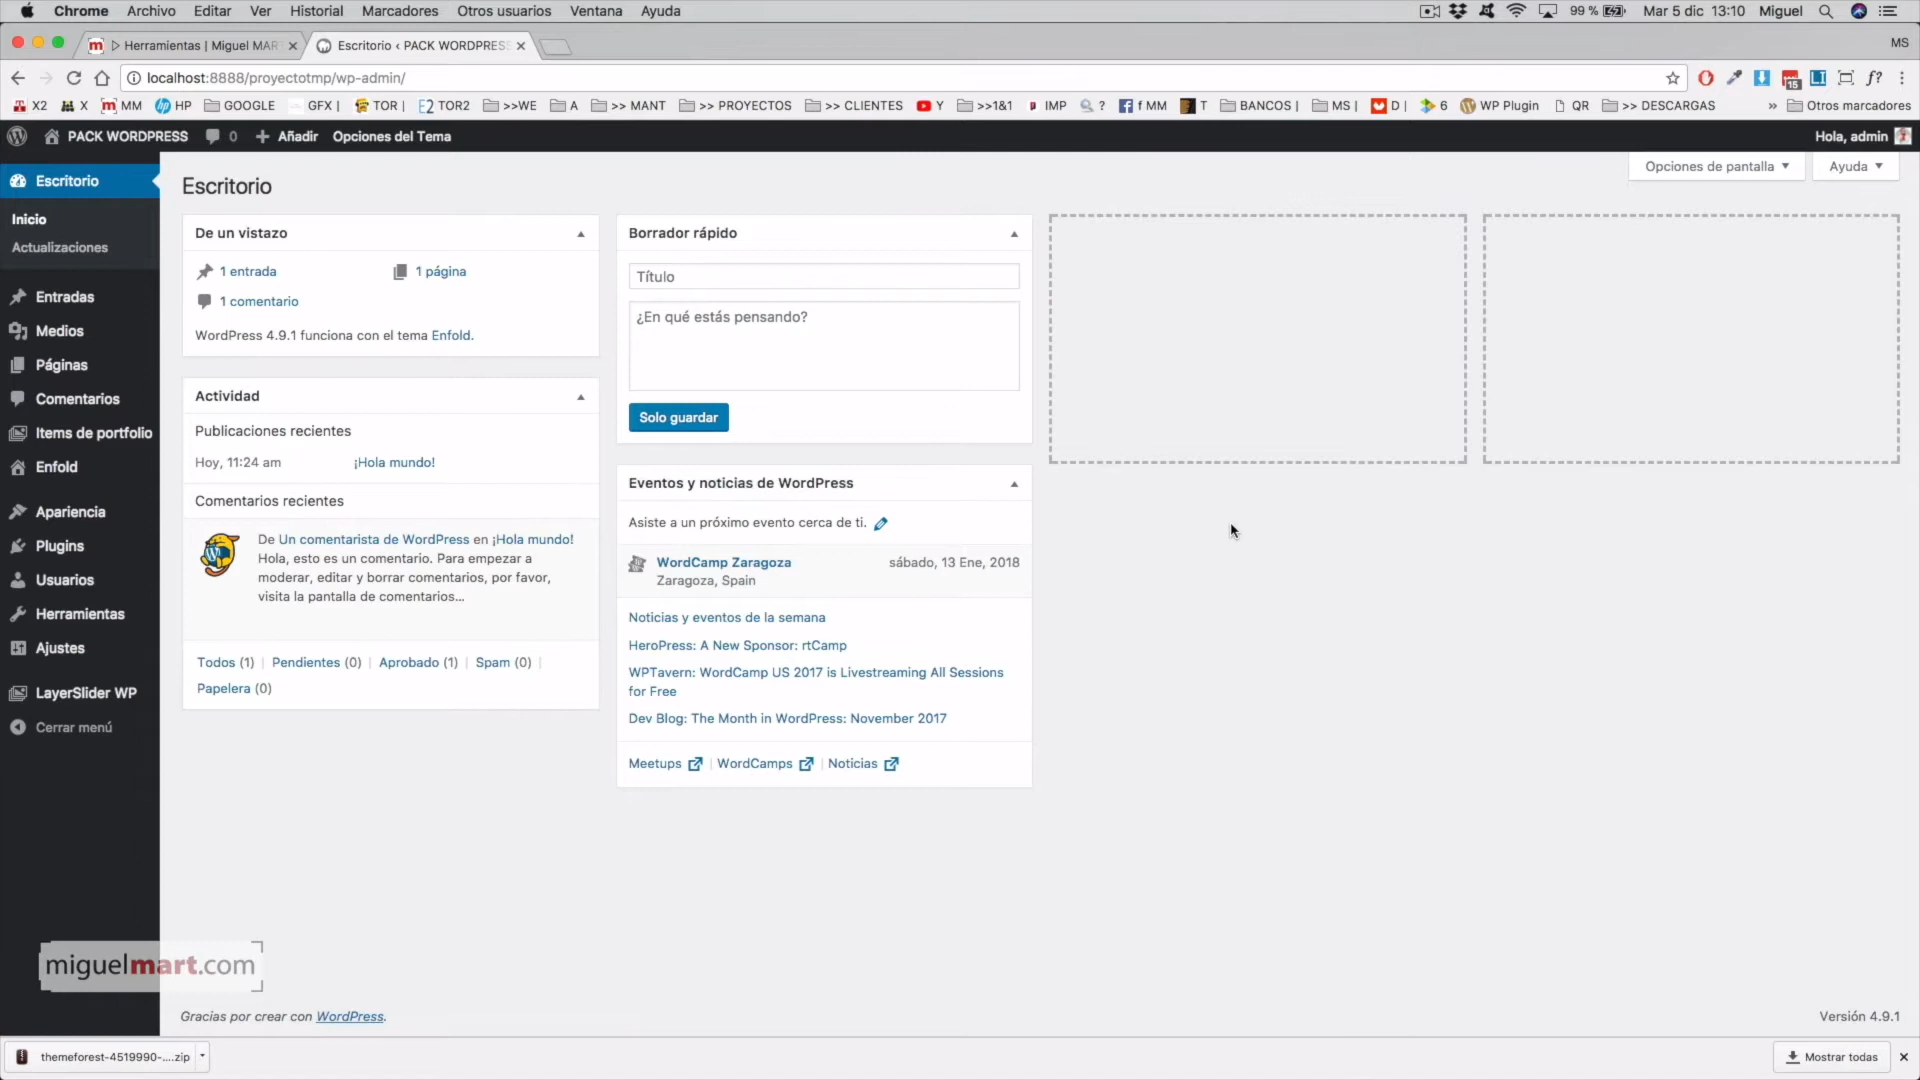 Chrome Archivo Editar Ver Historial Marcadores Otros usuarios Ventana Ayuda 99 % Mar 5 dic 13:10 Miguel
Herramientas | Miguel MAR Escritorio ‹ PACK WORDPRESS MS
localhost:8888/proyectotmp/wp-admin/
X2 X MM HP GOOGLE GFX | TOR | TOR2 >>WE A >> MANT >> PROYECTOS >> CLIENTES Y >>1&1 IMP ? f MM T BANCOS | MS | D | 6 WP Plugin QR >> DESCARGAS » Otros marcadores
PACK WORDPRESS 0 Añadir Opciones del Tema Hola, admin
Opciones de pantalla Ayuda
Escritorio
Inicio
Actualizaciones
Entradas
Medios
Páginas
Comentarios
Items de portfolio
Enfold
Apariencia
Plugins
Usuarios
Herramientas
Ajustes
LayerSlider WP
Cerrar menú
Escritorio
De un vistazo
1 entrada 1 página
1 comentario
WordPress 4.9.1 funciona con el tema Enfold.
Actividad
Publicaciones recientes
Hoy, 11:24 am ¡Hola mundo!
Comentarios recientes
De Un comentarista de WordPress en ¡Hola mundo!
Hola, esto es un comentario. Para empezar a
moderar, editar y borrar comentarios, por favor,
visita la pantalla de comentarios...
Todos (1) | Pendientes (0) | Aprobado (1) | Spam (0) |
Papelera (0)
Borrador rápido
Título
¿En qué estás pensando?
Solo guardar
Eventos y noticias de WordPress
Asiste a un próximo evento cerca de ti.
WordCamp Zaragoza sábado, 13 Ene, 2018
Zaragoza, Spain
Noticias y eventos de la semana
HeroPress: A New Sponsor: rtCamp
WPTavern: WordCamp US 2017 is Livestreaming All Sessions
for Free
Dev Blog: The Month in WordPress: November 2017
Meetups | WordCamps | Noticias
miguelmart.com
Gracias por crear con WordPress. Versión 4.9.1
themeforest-4519990-....zip Mostrar todas